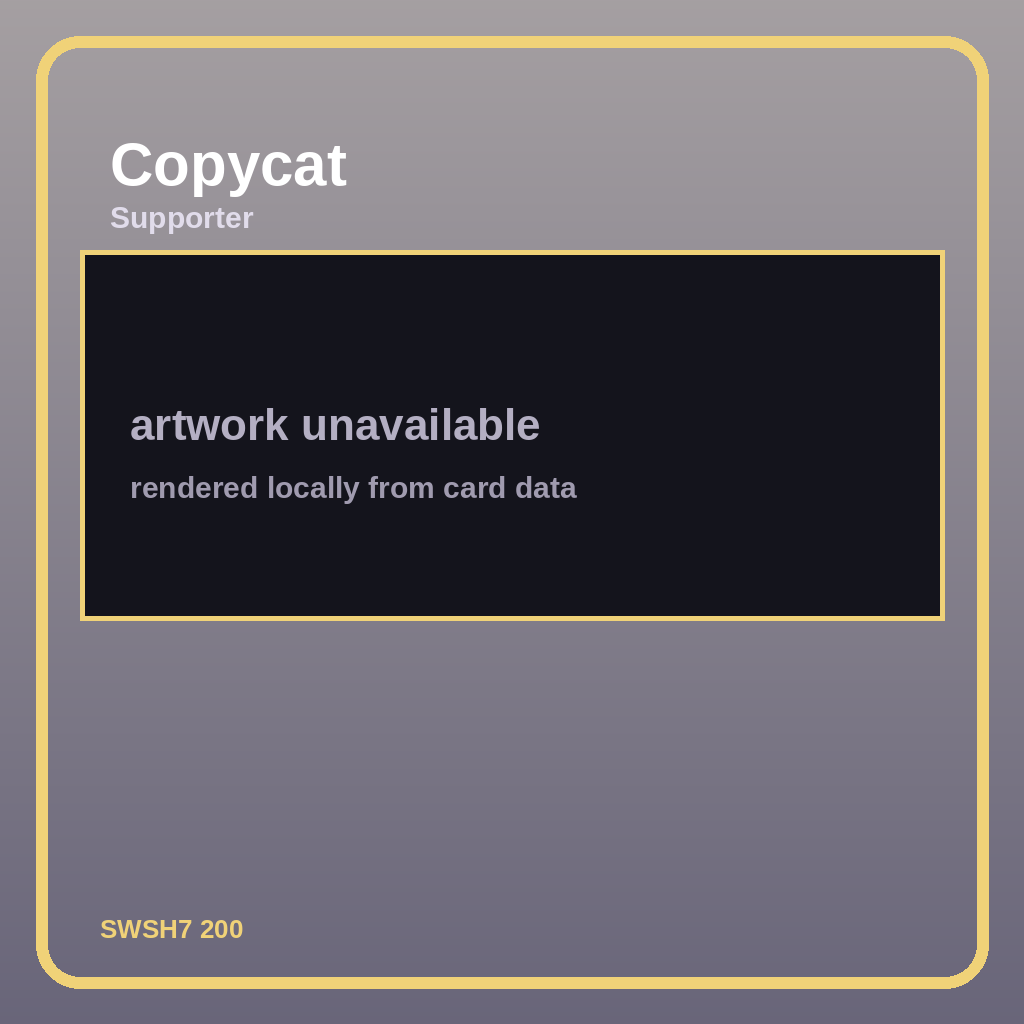 Copycat
Supporter
artwork unavailable
rendered locally from card data
SWSH7 200